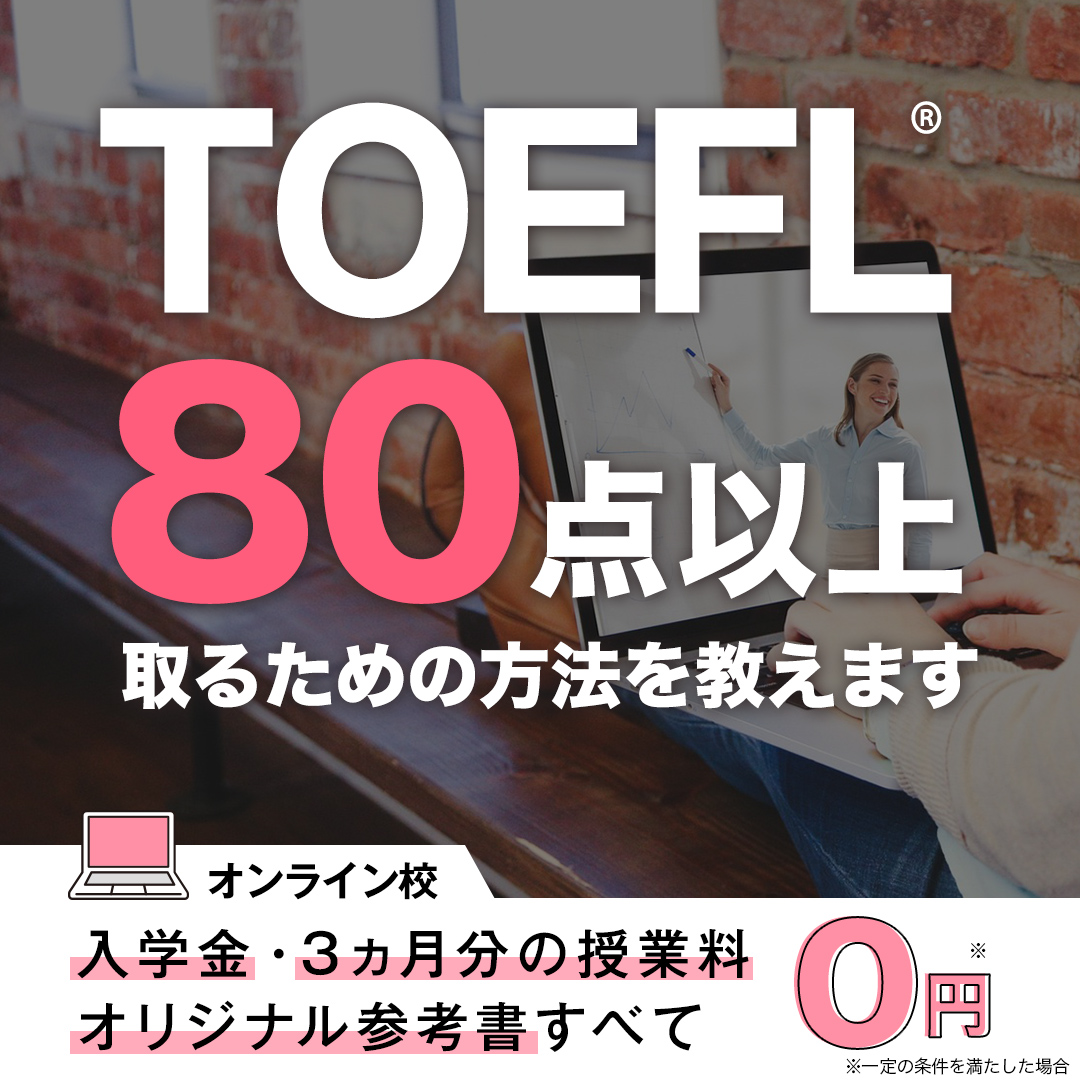 TOEFL®
80点以上
取るための方法を教えます
オンライン校
入学金・3ヵ月分の授業料
オリジナル参考書すべて
0円※
※一定の条件を満たした場合